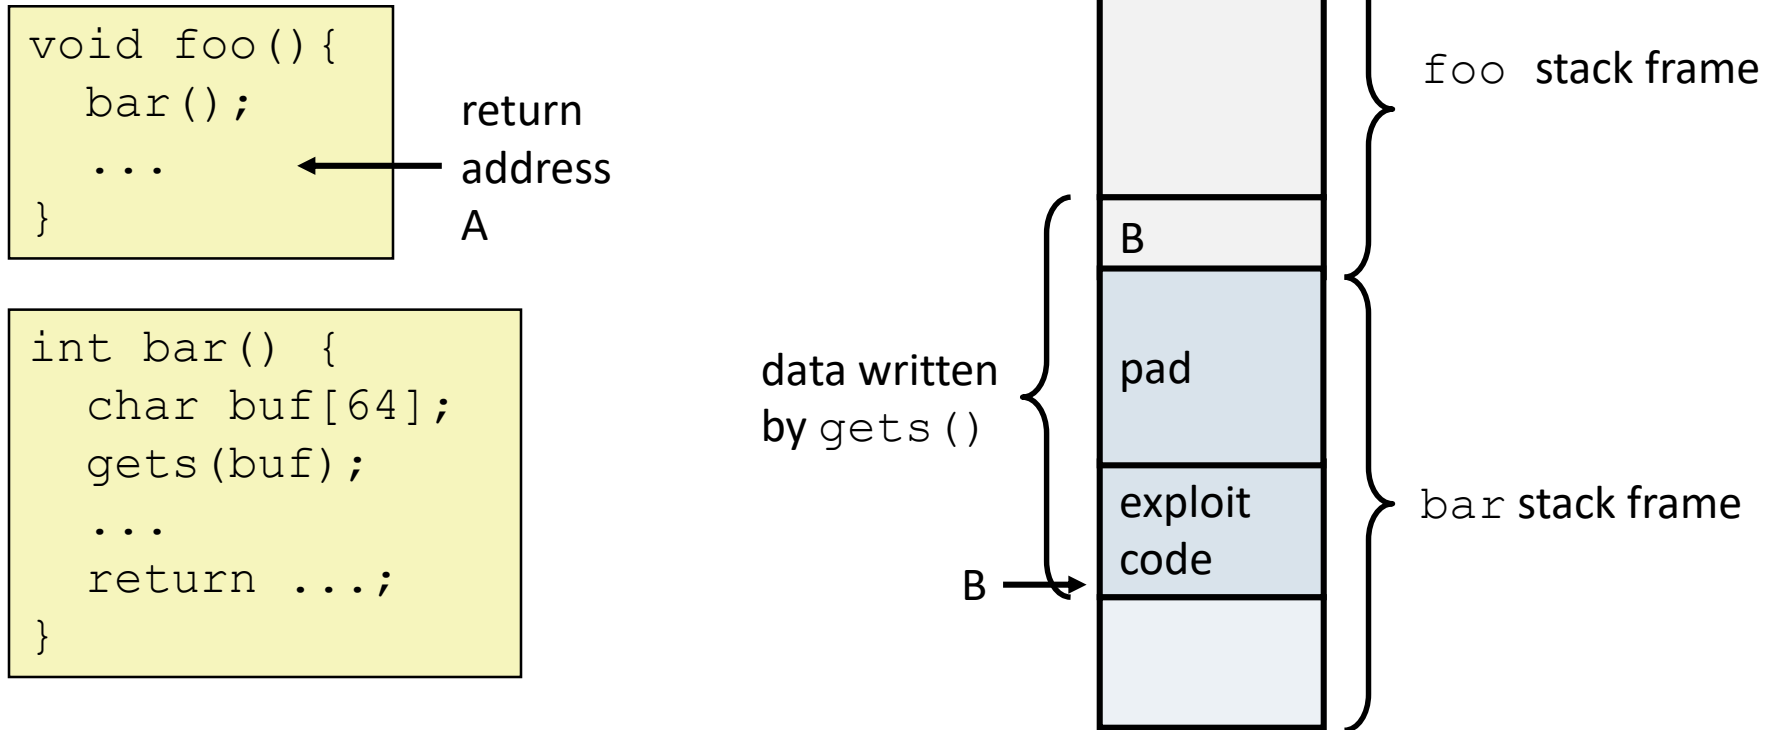 void foo(){
  bar();
  ...
}
return
address
A
int bar() {
  char buf[64];
  gets(buf);
  ...
  return ...;
}
data written
by gets()
B
B
pad
exploit
code
foo stack frame
bar stack frame